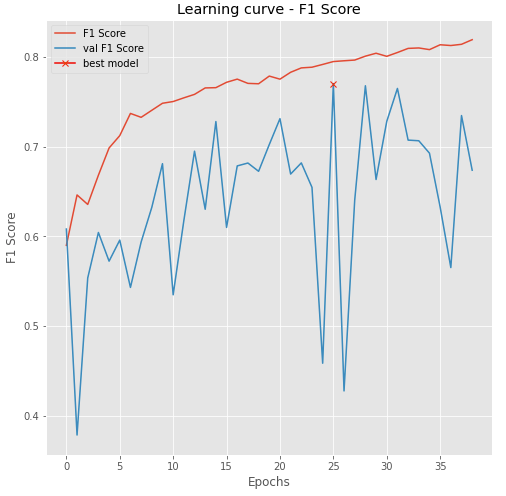 Learning curve - F1 Score
F1 Score
val F1 Score
best model
F1 Score
0.8
0.7
0.6
0.5
0.4
0 5 10 15 20 25 30 35
Epochs